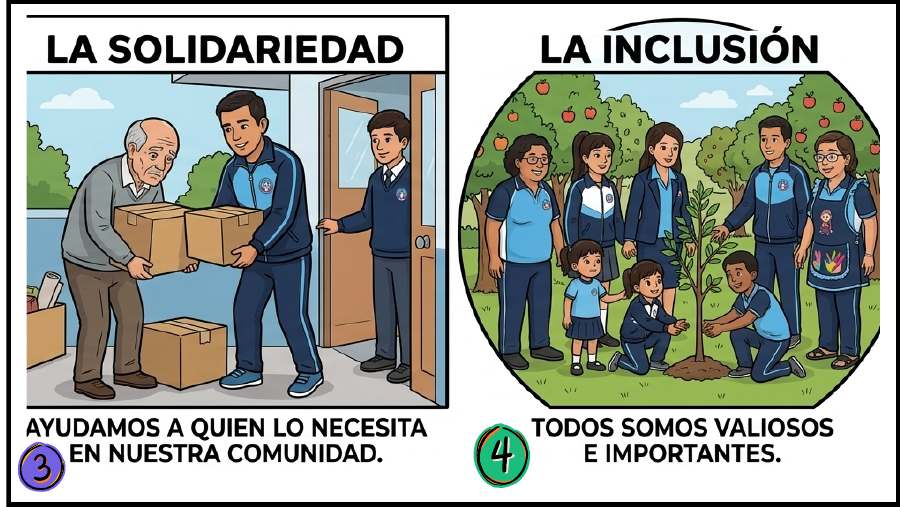 LA SOLIDARIEDAD
AYUDAMOS A QUIEN LO NECESITA
EN NUESTRA COMUNIDAD.
3
LA INCLUSIÓN
TODOS SOMOS VALIOSOS
E IMPORTANTES.
4